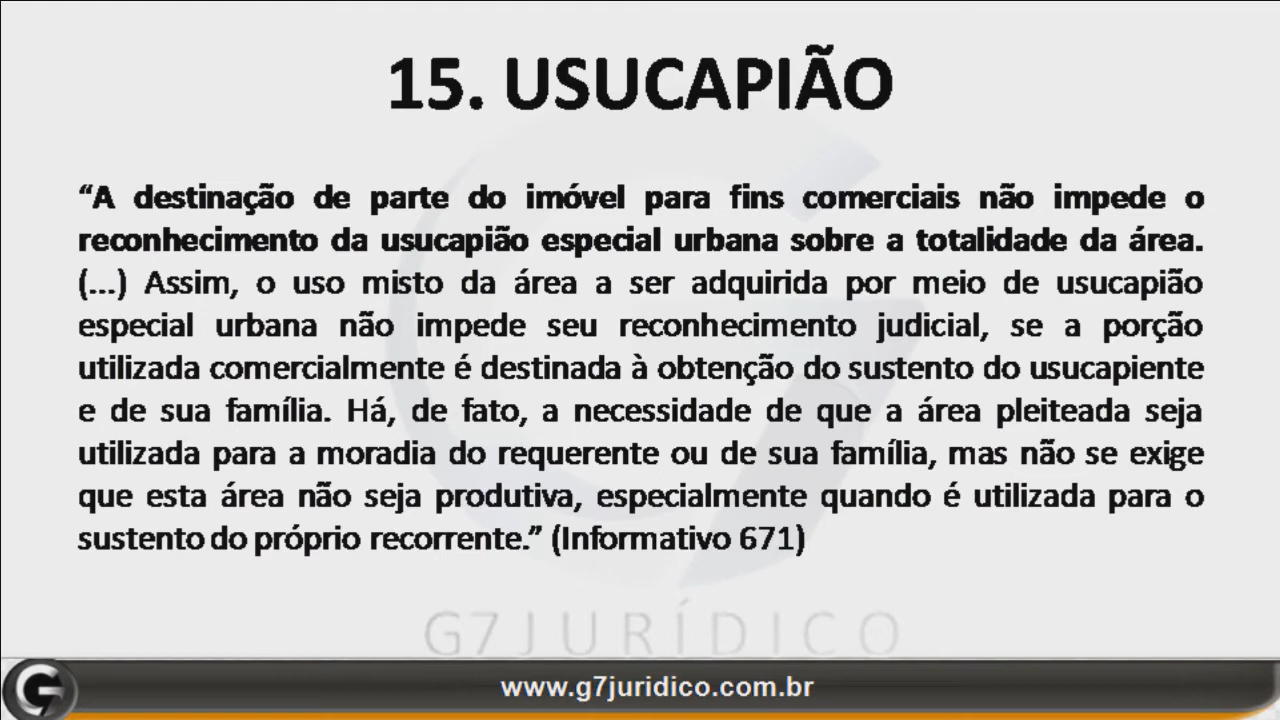 15. USUCAPIÃO
“A destinação de parte do imóvel para fins comerciais não impede o
reconhecimento da usucapião especial urbana sobre a totalidade da área.
(...) Assim, o uso misto da área a ser adquirida por meio de usucapião
especial urbana não impede seu reconhecimento judicial, se a porção
utilizada comercialmente é destinada à obtenção do sustento do usucapiente
e de sua família. Há, de fato, a necessidade de que a área pleiteada seja
utilizada para a moradia do requerente ou de sua família, mas não se exige
que esta área não seja produtiva, especialmente quando é utilizada para o
sustento do próprio recorrente.” (Informativo 671)
G7JURÍDICO
www.g7juridico.com.br